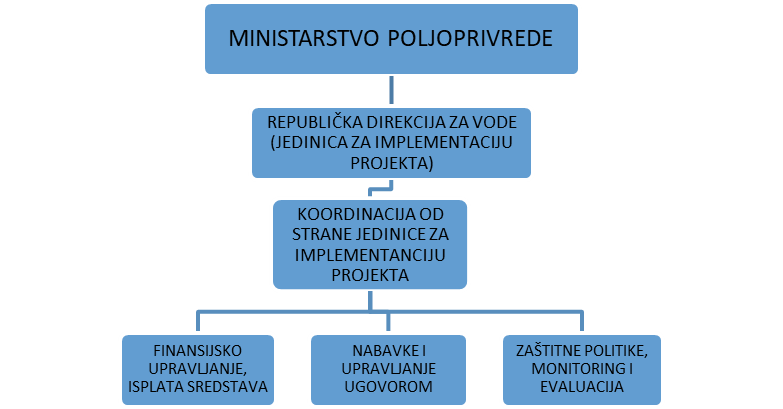 MINISTARSTVO POLJOPRIVREDE
REPUBLIČKA DIREKCIJA ZA VODE
(JEDINICA ZA IMPLEMENTACIJU
PROJEKTA)
KOORDINACIJA OD
STRANE JEDINICE ZA
IMPLEMENTANCIJU
PROJEKTA
FINANSIJSKO
UPRAVLJANJE,
ISPLATA SREDSTAVA
NABAVKE I
UPRAVLJANJE
UGOVOROM
ZAŠTITNE POLITIKE,
MONITORING I
EVALUACIJA